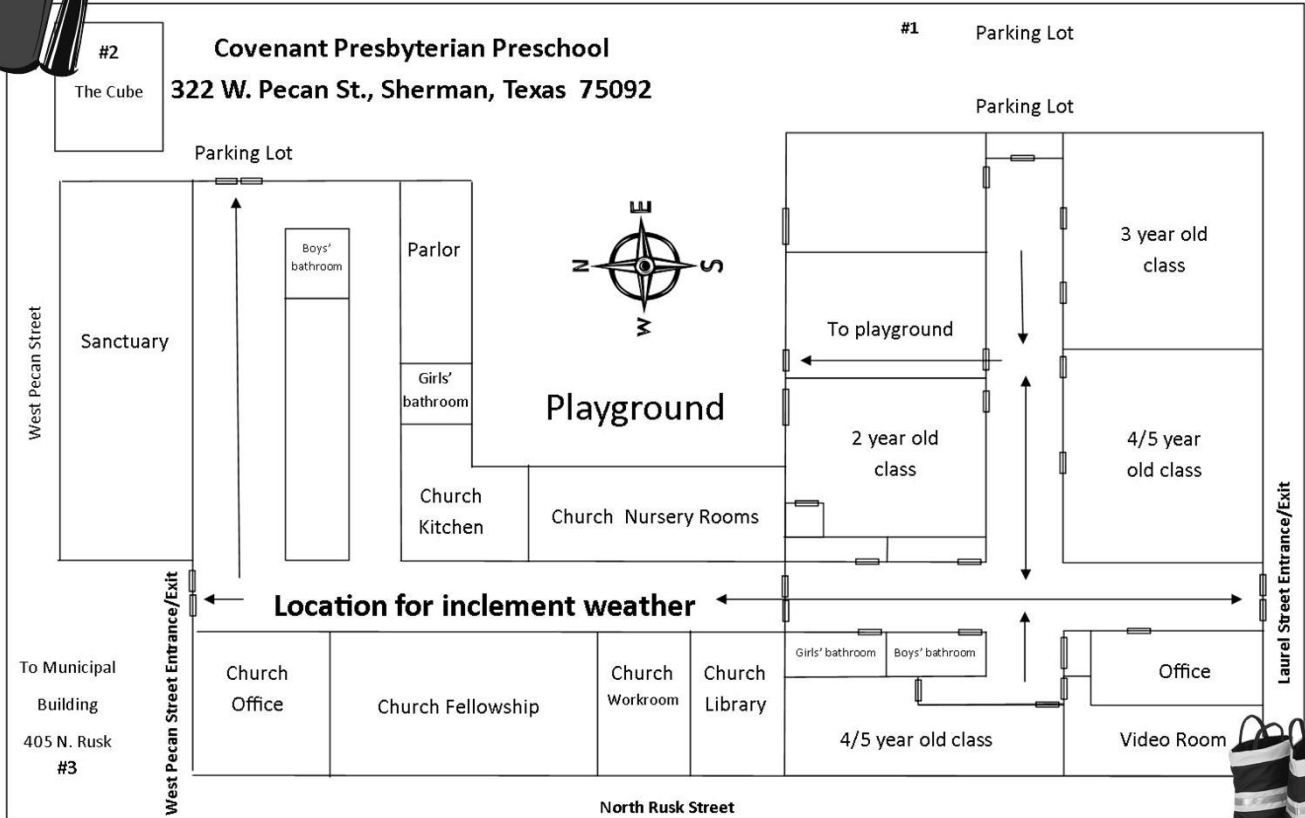 #2
The Cube
Covenant Presbyterian Preschool
322 W. Pecan St., Sherman, Texas 75092
#1 Parking Lot
Parking Lot
Parking Lot
West Pecan Street
Sanctuary
Boys'
bathroom
Parlor
Girls'
bathroom
Church
Kitchen
Church Nursery Rooms
E
N
S
W
Playground
To playground
2 year old
class
3 year old
class
4/5 year
old class
Location for inclement weather
West Pecan Street Entrance/Exit
Laurel Street Entrance/Exit
To Municipal
Building
405 N. Rusk
#3
Church
Office
Church Fellowship
Church
Workroom
Church
Library
Girls' bathroom
Boys' bathroom
4/5 year old class
Office
Video Room
North Rusk Street